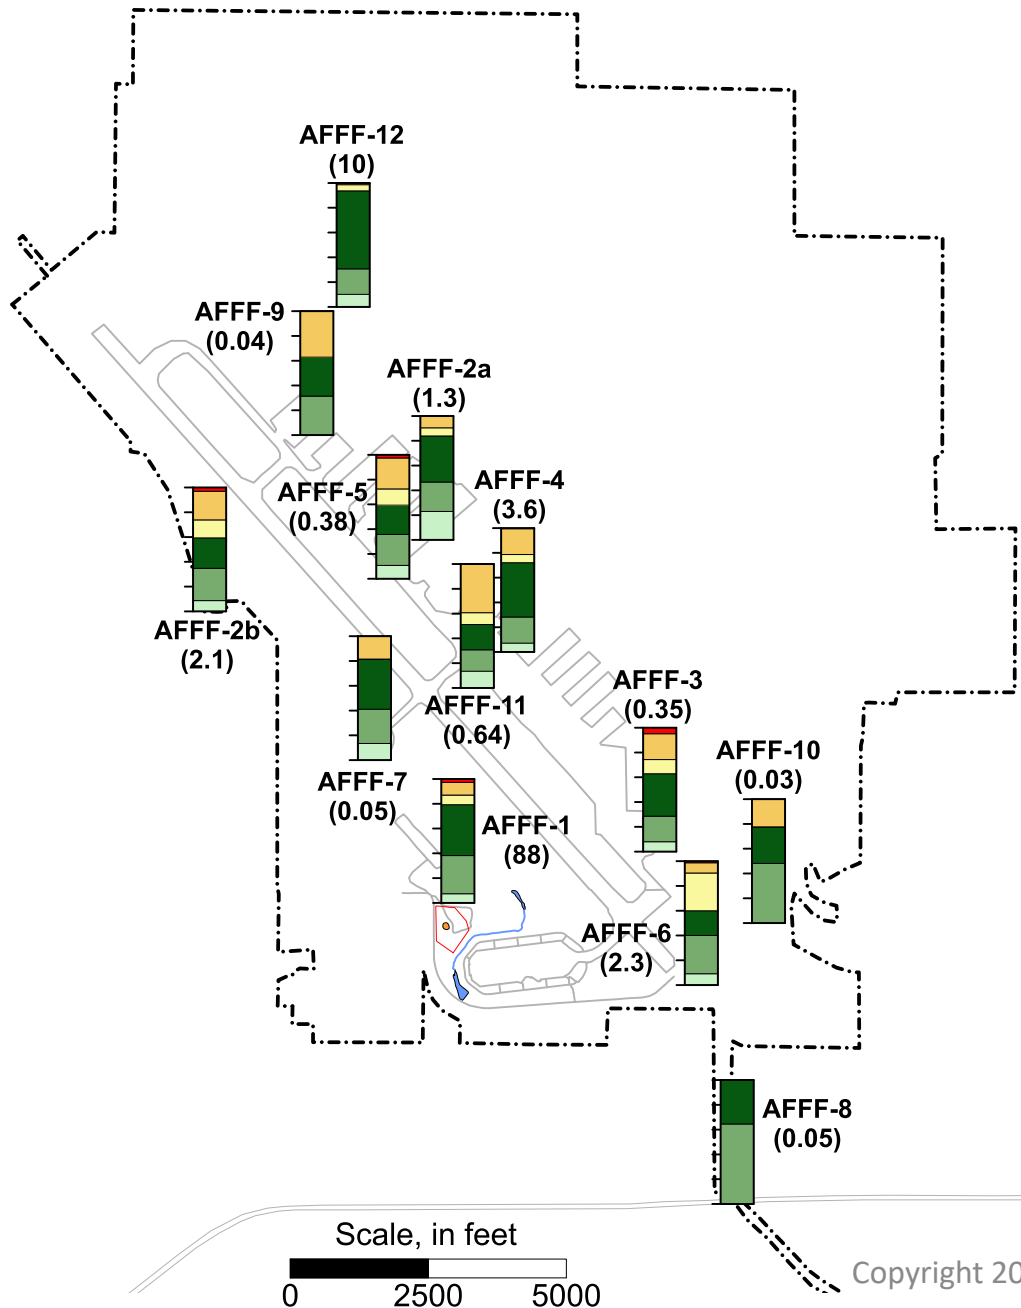 AFFF-12
(10)
AFFF-9
(0.04)
AFFF-2a
(1.3)
AFFF-5
(0.38)
AFFF-4
(3.6)
AFFF-2b
(2.1)
AFFF-11
(0.64)
AFFF-3
(0.35)
AFFF-7
(0.05)
AFFF-10
(0.03)
AFFF-1
(88)
AFFF-6
(2.3)
AFFF-8
(0.05)
Scale, in feet
0 2500 5000
Copyright 20